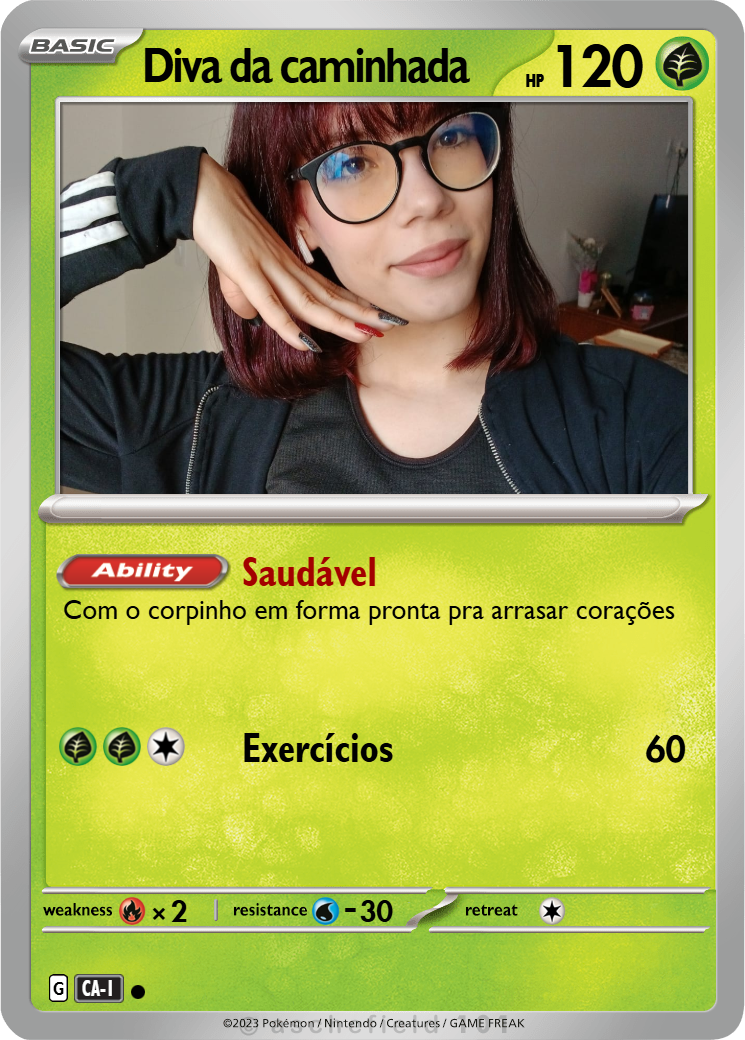 BASIC
Diva da caminhada
HP 120
Ability Saudável
Com o corpinho em forma pronta pra arrasar corações
Exercícios 60
weakness × 2 | resistance -30 retreat
G CA-I
©2023 Pokémon / Nintendo / Creatures / GAME FREAK